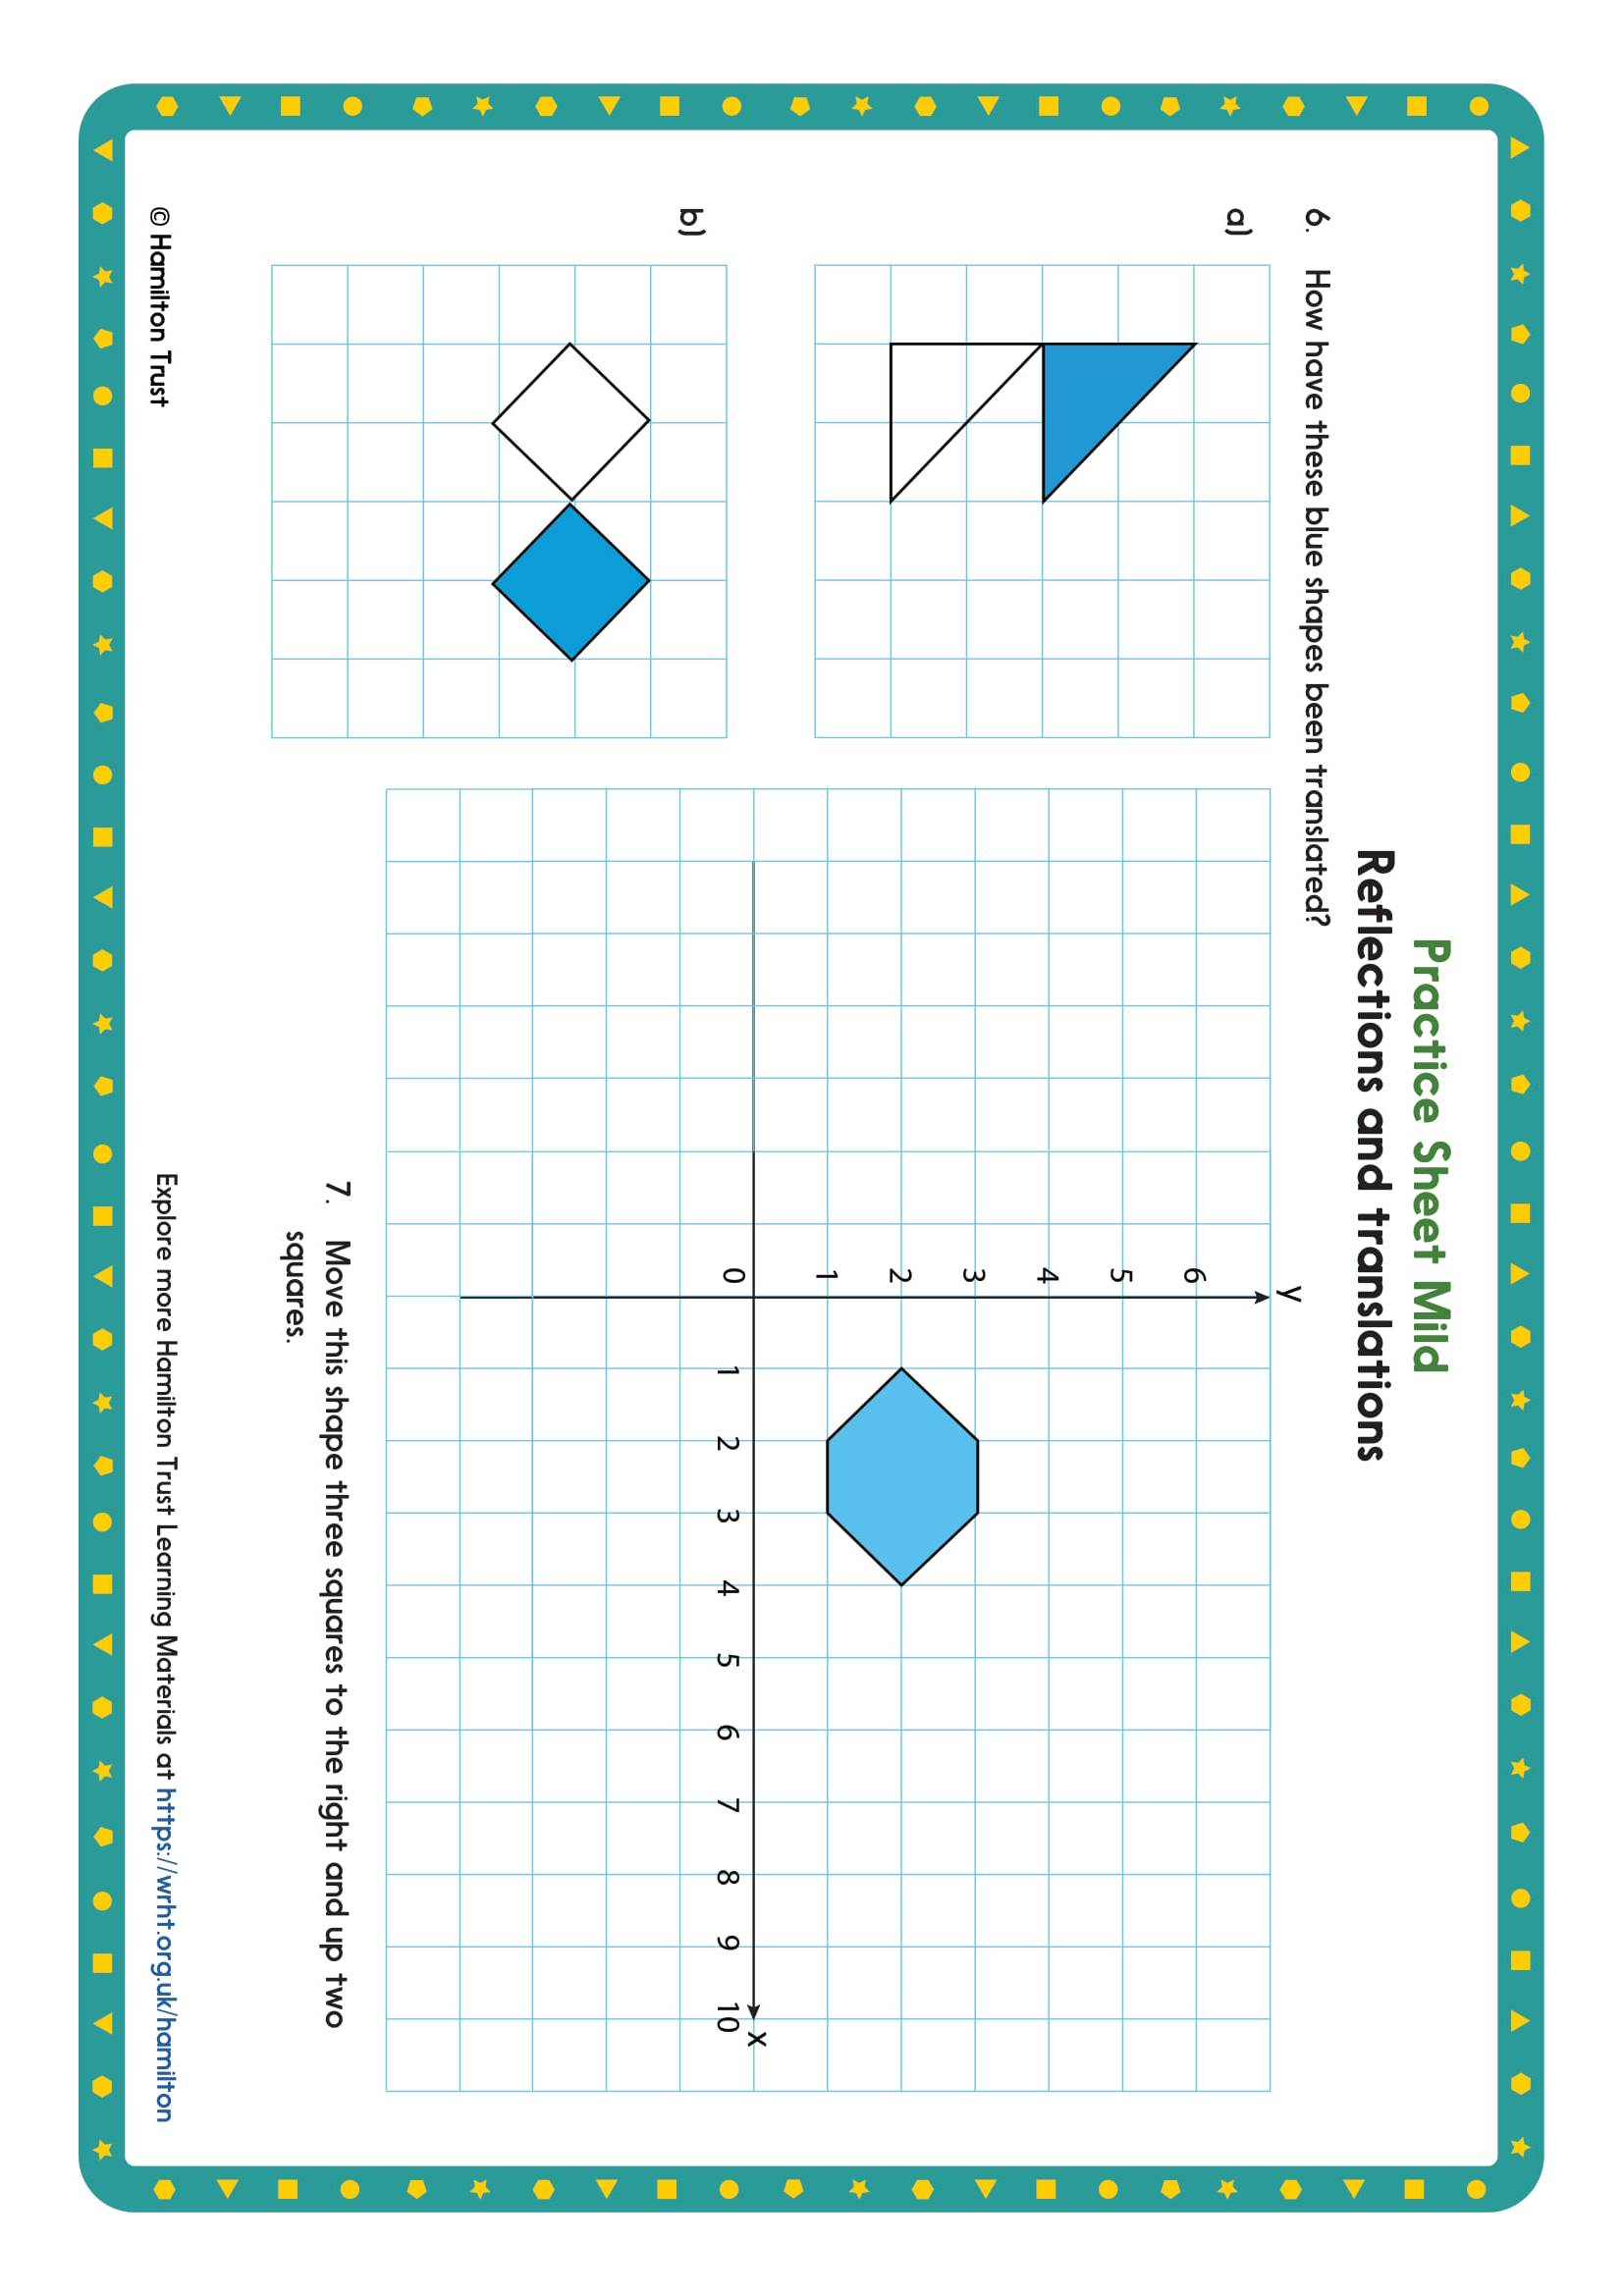 Practice Sheet Mild
Reflections and translations
6. How have these blue shapes been translated?
a)
b)
y
6
5
4
3
2
1
0
1 2 3 4 5 6 7 8 9 10
x
7. Move this shape three squares to the right and up two
squares.
© Hamilton Trust
Explore more Hamilton Trust Learning Materials at https://wrht.org.uk/hamilton